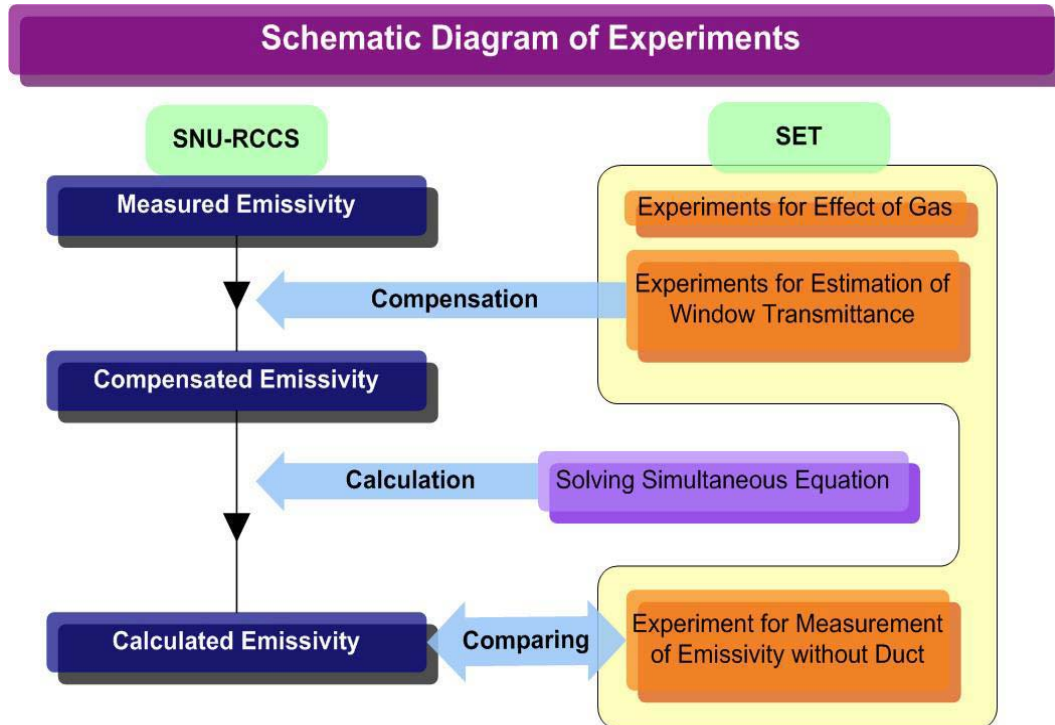 Schematic Diagram of Experiments
SNU-RCCS
SET
Measured Emissivity
Experiments for Effect of Gas
Compensation
Experiments for Estimation of
Window Transmittance
Compensated Emissivity
Calculation
Solving Simultaneous Equation
Calculated Emissivity
Comparing
Experiment for Measurement
of Emissivity without Duct